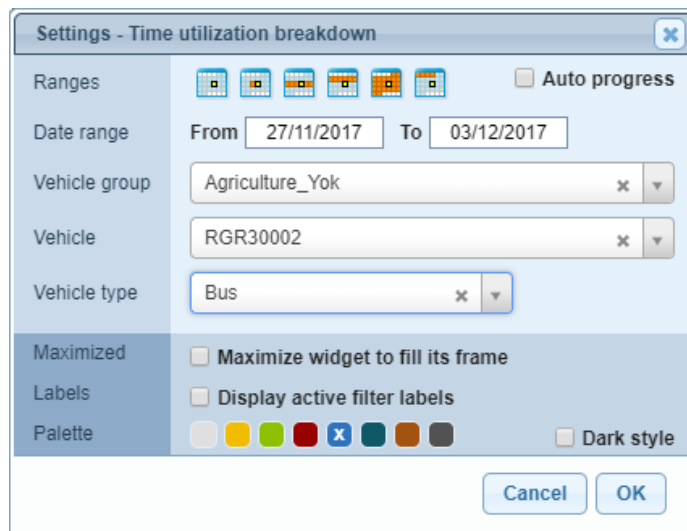 Settings - Time utilization breakdown x
Ranges Auto progress
Date range From 27/11/2017 To 03/12/2017
Vehicle group Agriculture_Yok
Vehicle RGR30002
Vehicle type Bus
Maximized Maximize widget to fill its frame
Labels Display active filter labels
Palette X Dark style
Cancel OK